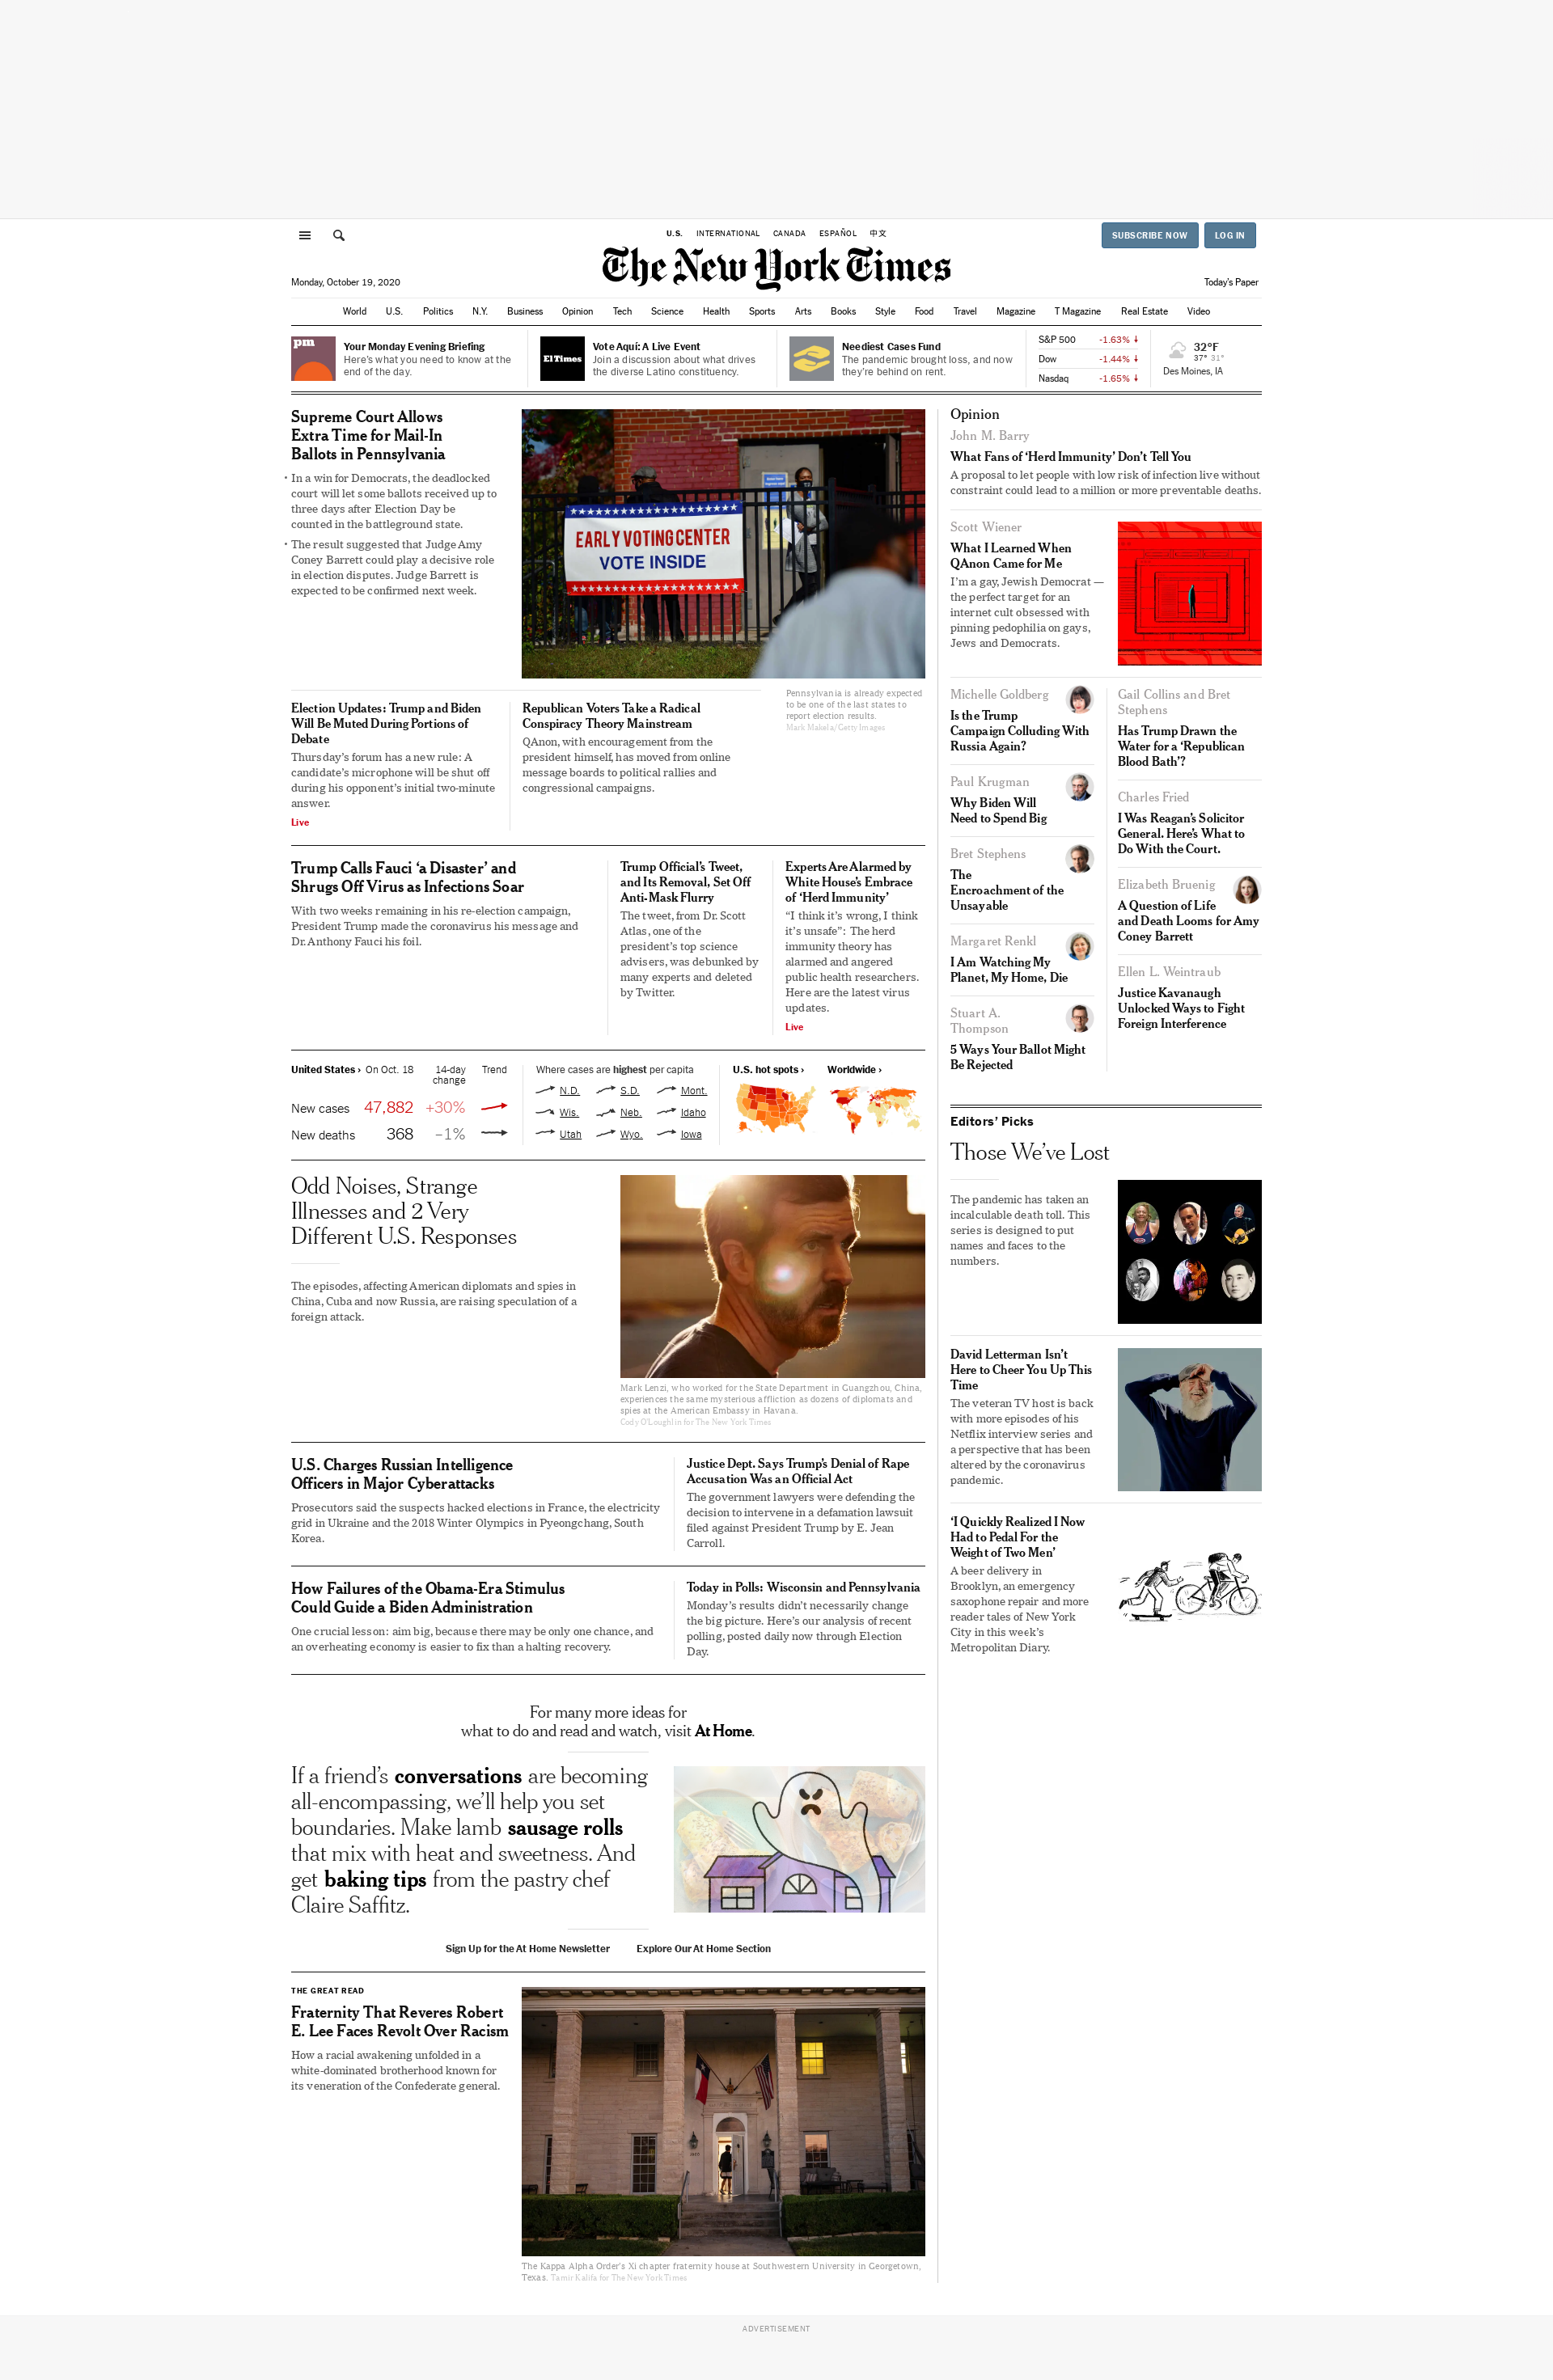 U.S. INTERNATIONAL CANADA ESPAÑOL 中文
SUBSCRIBE NOW LOG IN
The New York Times
Monday, October 19, 2020
Today's Paper
World U.S. Politics N.Y. Business Opinion Tech Science Health Sports Arts Books Style Food Travel Magazine T Magazine Real Estate Video
pm
Your Monday Evening Briefing
Here's what you need to know at the
end of the day.
El Times
Vote Aquí: A Live Event
Join a discussion about what drives
the diverse Latino constituency.
Neediest Cases Fund
The pandemic brought loss, and now
they're behind on rent.
S&P 500 -1.63% ↓
Dow -1.44% ↓
Nasdaq -1.65% ↓
32°F
37° 31°
Des Moines, IA
Supreme Court Allows
Extra Time for Mail-In
Ballots in Pennsylvania
• In a win for Democrats, the deadlocked
court will let some ballots received up to
three days after Election Day be
counted in the battleground state.
• The result suggested that Judge Amy
Coney Barrett could play a decisive role
in election disputes. Judge Barrett is
expected to be confirmed next week.
EARLY VOTING CENTER
VOTE INSIDE
Pennsylvania is already expected
to be one of the last states to
report election results.
Mark Makela/Getty Images
Election Updates: Trump and Biden
Will Be Muted During Portions of
Debate
Thursday's forum has a new rule: A
candidate's microphone will be shut off
during his opponent's initial two-minute
answer.
Live
Republican Voters Take a Radical
Conspiracy Theory Mainstream
QAnon, with encouragement from the
president himself, has moved from online
message boards to political rallies and
congressional campaigns.
Trump Calls Fauci 'a Disaster' and
Shrugs Off Virus as Infections Soar
With two weeks remaining in his re-election campaign,
President Trump made the coronavirus his message and
Dr. Anthony Fauci his foil.
Trump Official's Tweet,
and Its Removal, Set Off
Anti-Mask Flurry
The tweet, from Dr. Scott
Atlas, one of the
president's top science
advisers, was debunked by
many experts and deleted
by Twitter.
Experts Are Alarmed by
White House's Embrace
of 'Herd Immunity'
“I think it's wrong, I think
it's unsafe”: The herd
immunity theory has
alarmed and angered
public health researchers.
Here are the latest virus
updates.
Live
United States › On Oct. 18 14-day
change Trend
New cases 47,882 +30%
New deaths 368 –1%
Where cases are highest per capita
N.D. S.D. Mont.
Wis. Neb. Idaho
Utah Wyo. Iowa
U.S. hot spots › Worldwide ›
Odd Noises, Strange
Illnesses and 2 Very
Different U.S. Responses
The episodes, affecting American diplomats and spies in
China, Cuba and now Russia, are raising speculation of a
foreign attack.
Mark Lenzi, who worked for the State Department in Guangzhou, China,
experiences the same mysterious affliction as dozens of diplomats and
spies at the American Embassy in Havana.
Cody O'Loughlin for The New York Times
U.S. Charges Russian Intelligence
Officers in Major Cyberattacks
Prosecutors said the suspects hacked elections in France, the electricity
grid in Ukraine and the 2018 Winter Olympics in Pyeongchang, South
Korea.
Justice Dept. Says Trump's Denial of Rape
Accusation Was an Official Act
The government lawyers were defending the
decision to intervene in a defamation lawsuit
filed against President Trump by E. Jean
Carroll.
How Failures of the Obama-Era Stimulus
Could Guide a Biden Administration
One crucial lesson: aim big, because there may be only one chance, and
an overheating economy is easier to fix than a halting recovery.
Today in Polls: Wisconsin and Pennsylvania
Monday's results didn't necessarily change
the big picture. Here's our analysis of recent
polling, posted daily now through Election
Day.
For many more ideas for
what to do and read and watch, visit At Home.
If a friend's conversations are becoming
all-encompassing, we'll help you set
boundaries. Make lamb sausage rolls
that mix with heat and sweetness. And
get baking tips from the pastry chef
Claire Saffitz.
Sign Up for the At Home Newsletter Explore Our At Home Section
THE GREAT READ
Fraternity That Reveres Robert
E. Lee Faces Revolt Over Racism
How a racial awakening unfolded in a
white-dominated brotherhood known for
its veneration of the Confederate general.
The Kappa Alpha Order's Xi chapter fraternity house at Southwestern University in Georgetown,
Texas. Tamir Kalifa for The New York Times
Opinion
John M. Barry
What Fans of 'Herd Immunity' Don't Tell You
A proposal to let people with low risk of infection live without
constraint could lead to a million or more preventable deaths.
Scott Wiener
What I Learned When
QAnon Came for Me
I'm a gay, Jewish Democrat —
the perfect target for an
internet cult obsessed with
pinning pedophilia on gays,
Jews and Democrats.
Michelle Goldberg
Is the Trump
Campaign Colluding With
Russia Again?
Paul Krugman
Why Biden Will
Need to Spend Big
Bret Stephens
The
Encroachment of the
Unsayable
Margaret Renkl
I Am Watching My
Planet, My Home, Die
Stuart A.
Thompson
5 Ways Your Ballot Might
Be Rejected
Gail Collins and Bret
Stephens
Has Trump Drawn the
Water for a 'Republican
Blood Bath'?
Charles Fried
I Was Reagan's Solicitor
General. Here's What to
Do With the Court.
Elizabeth Bruenig
A Question of Life
and Death Looms for Amy
Coney Barrett
Ellen L. Weintraub
Justice Kavanaugh
Unlocked Ways to Fight
Foreign Interference
Editors' Picks
Those We've Lost
The pandemic has taken an
incalculable death toll. This
series is designed to put
names and faces to the
numbers.
David Letterman Isn't
Here to Cheer You Up This
Time
The veteran TV host is back
with more episodes of his
Netflix interview series and
a perspective that has been
altered by the coronavirus
pandemic.
'I Quickly Realized I Now
Had to Pedal For the
Weight of Two Men'
A beer delivery in
Brooklyn, an emergency
saxophone repair and more
reader tales of New York
City in this week's
Metropolitan Diary.
ADVERTISEMENT